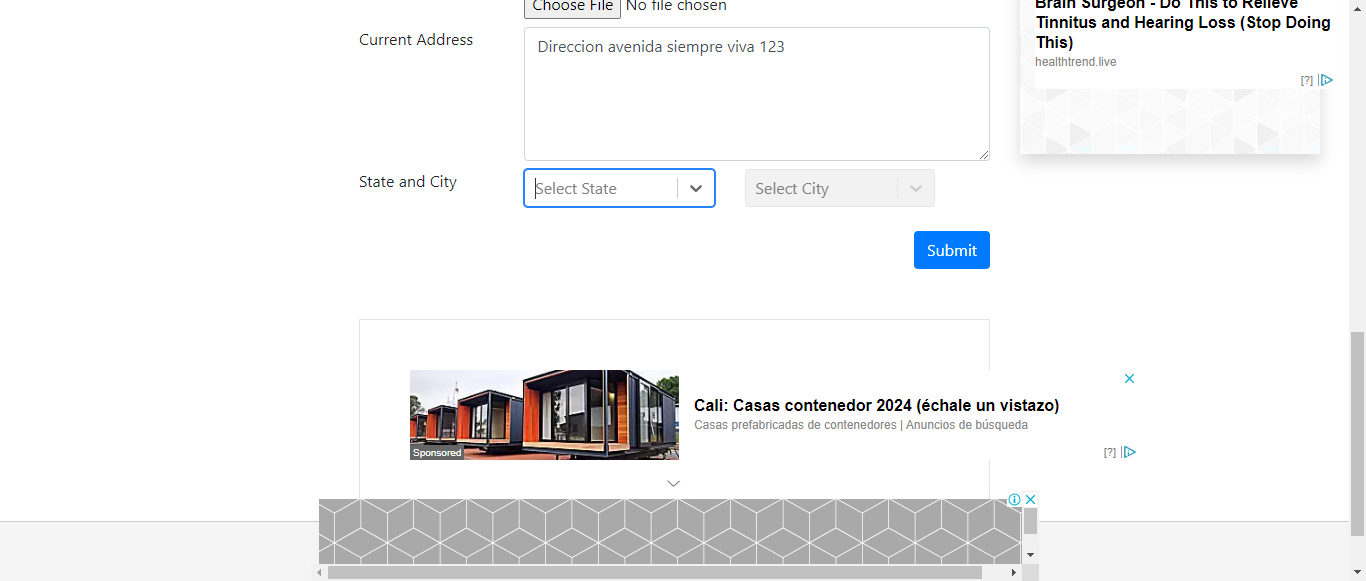 Choose File No file chosen
Current Address
Direccion avenida siempre viva 123
State and City
Select State
Select City
Submit
Brain Surgeon - Do This to Relieve
Tinnitus and Hearing Loss (Stop Doing
This)
healthtrend.live
[?]
Sponsored
Cali: Casas contenedor 2024 (échale un vistazo)
Casas prefabricadas de contenedores | Anuncios de búsqueda
[?]